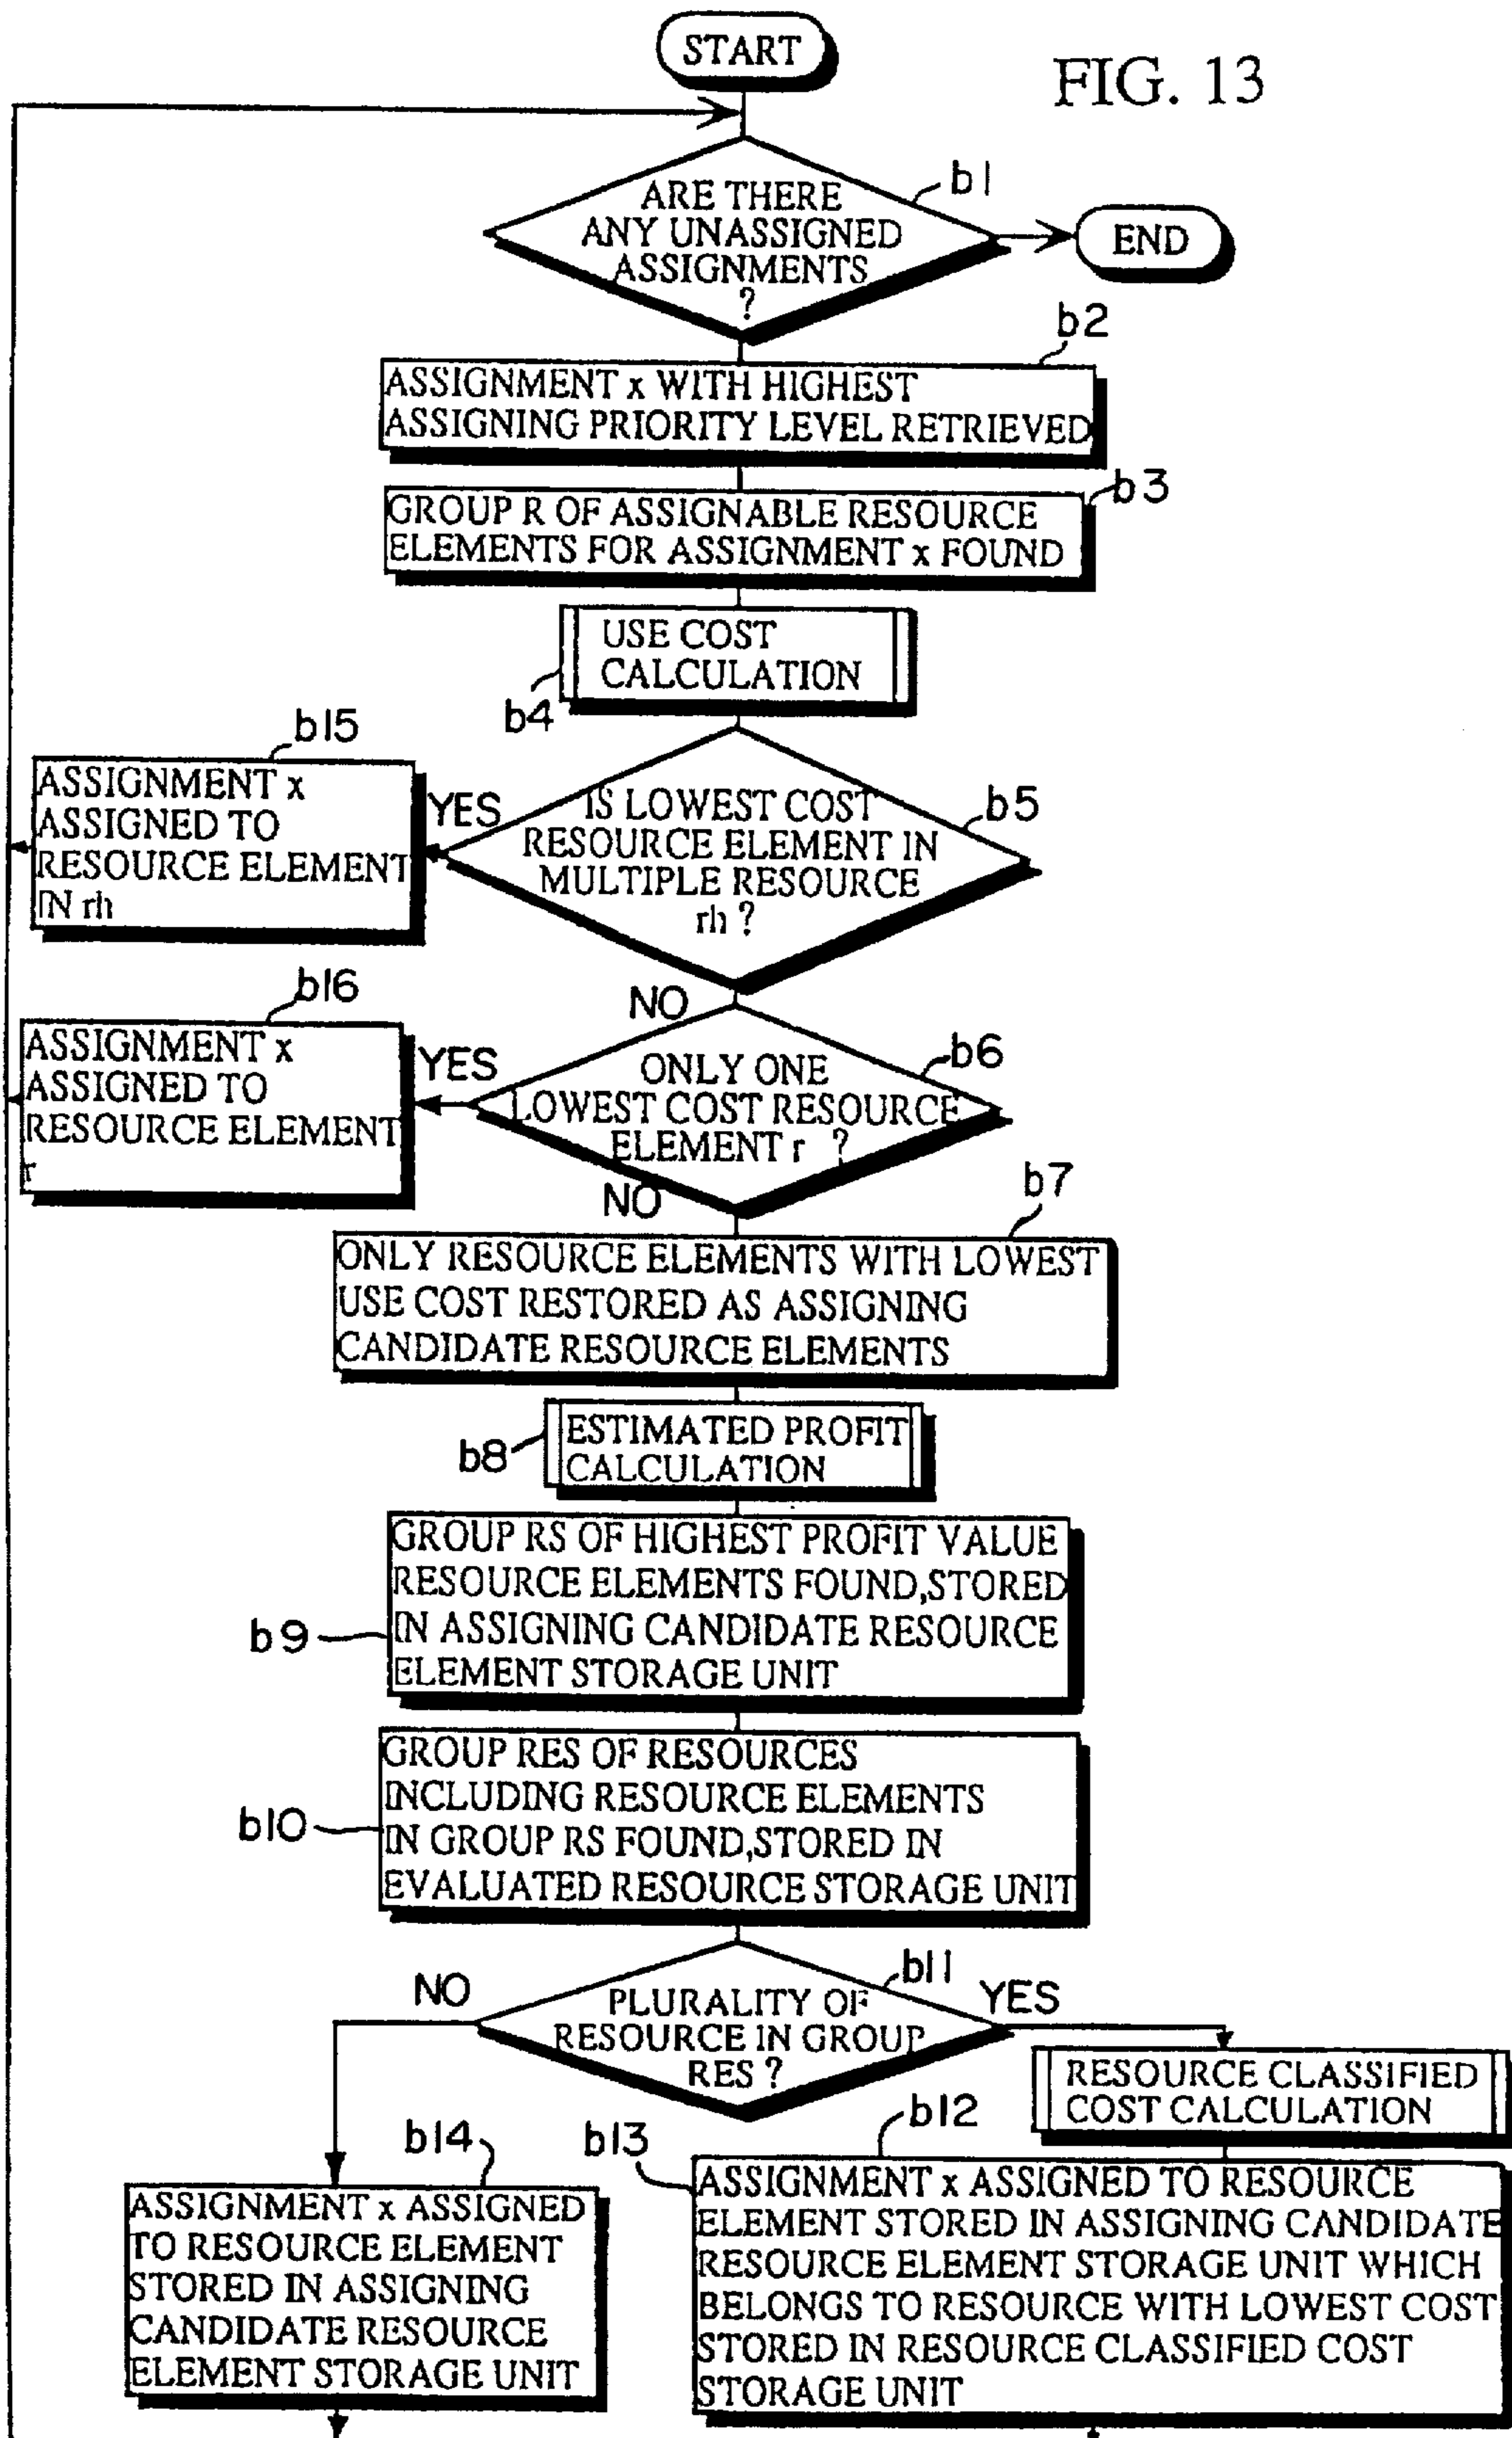 START
FIG. 13
ARE THERE
ANY UNASSIGNED
ASSIGNMENTS
?
b1
END
b2
ASSIGNMENT x WITH HIGHEST
ASSIGNING PRIORITY LEVEL RETRIEVED
b3
GROUP R OF ASSIGNABLE RESOURCE
ELEMENTS FOR ASSIGNMENT x FOUND
USE COST
CALCULATION
b4
b15
ASSIGNMENT x
ASSIGNED TO
RESOURCE ELEMENT
IN rh
YES
IS LOWEST COST
RESOURCE ELEMENT IN
MULTIPLE RESOURCE
rh ?
b5
NO
b16
ASSIGNMENT x
ASSIGNED TO
RESOURCE ELEMENT
r
YES
ONLY ONE
LOWEST COST RESOURCE
ELEMENT r ?
b6
NO
b7
ONLY RESOURCE ELEMENTS WITH LOWEST
USE COST RESTORED AS ASSIGNING
CANDIDATE RESOURCE ELEMENTS
b8
ESTIMATED PROFIT
CALCULATION
b9
GROUP RS OF HIGHEST PROFIT VALUE
RESOURCE ELEMENTS FOUND,STORED
IN ASSIGNING CANDIDATE RESOURCE
ELEMENT STORAGE UNIT
b10
GROUP RES OF RESOURCES
INCLUDING RESOURCE ELEMENTS
IN GROUP RS FOUND,STORED IN
EVALUATED RESOURCE STORAGE UNIT
NO
PLURALITY OF
RESOURCE IN GROUP
RES ?
b11
YES
RESOURCE CLASSIFIED
COST CALCULATION
b12
b14
ASSIGNMENT x ASSIGNED
TO RESOURCE ELEMENT
STORED IN ASSIGNING
CANDIDATE RESOURCE
ELEMENT STORAGE UNIT
b13
ASSIGNMENT x ASSIGNED TO RESOURCE
ELEMENT STORED IN ASSIGNING CANDIDATE
RESOURCE ELEMENT STORAGE UNIT WHICH
BELONGS TO RESOURCE WITH LOWEST COST
STORED IN RESOURCE CLASSIFIED COST
STORAGE UNIT